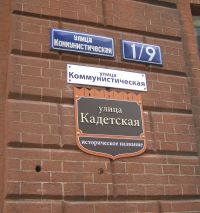 улица
Коммунистическая
1/9
улица
Коммунистическая
улица
Кадетская
историческое название